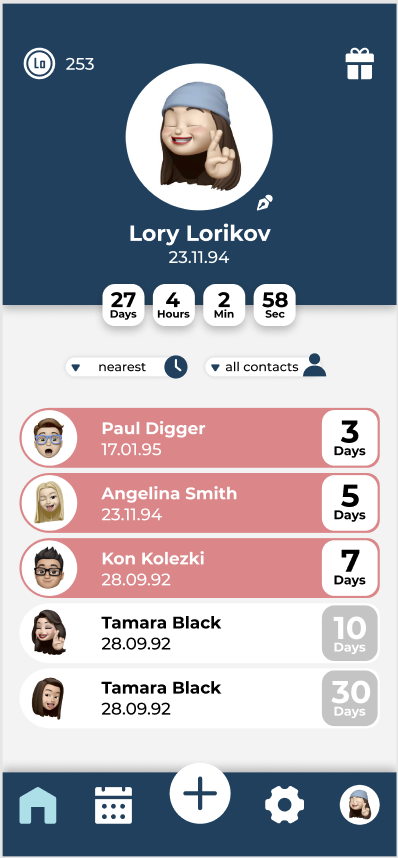 Lo 253
Lory Lorikov
23.11.94
27 4 2 58
Days Hours Min Sec
nearest all contacts
Paul Digger
17.01.95
3
Days
Angelina Smith
23.11.94
5
Days
Kon Kolezki
28.09.92
7
Days
Tamara Black
28.09.92
10
Days
Tamara Black
28.09.92
30
Days